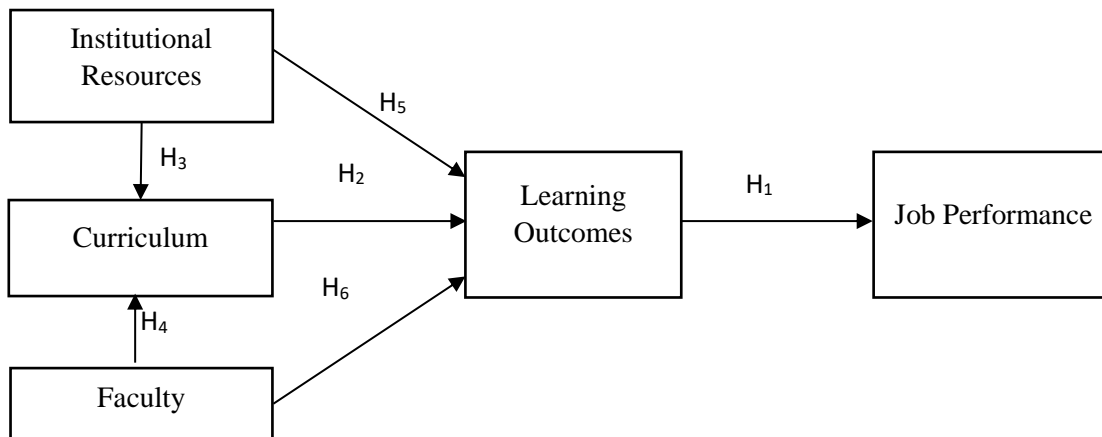 Institutional
Resources
H₅
H₃
H₂
Learning
Outcomes
H₁
Job Performance
Curriculum
H₆
H₄
Faculty